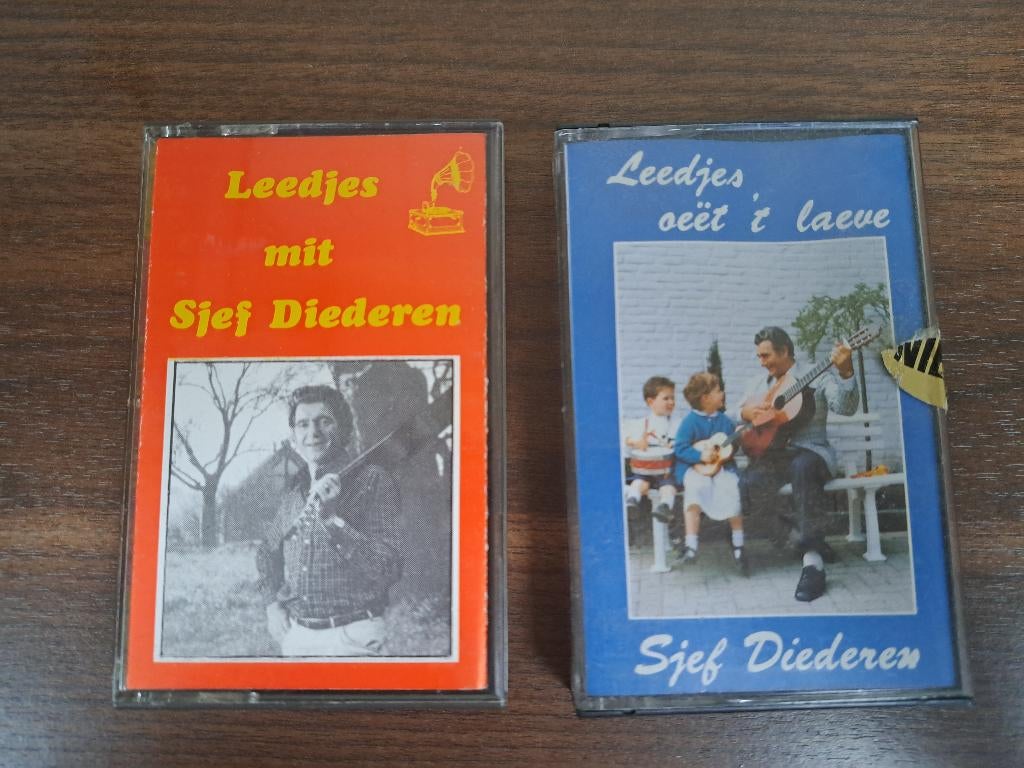 Leedjes
mit
Sjef Diederen
Leedjes
oeët 't laeve
Sjef Diederen